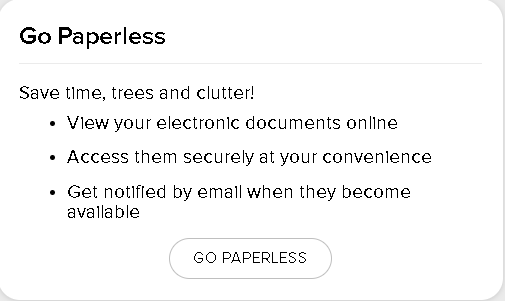 Go Paperless
Save time, trees and clutter!
• View your electronic documents online
• Access them securely at your convenience
• Get notified by email when they become
available
GO PAPERLESS